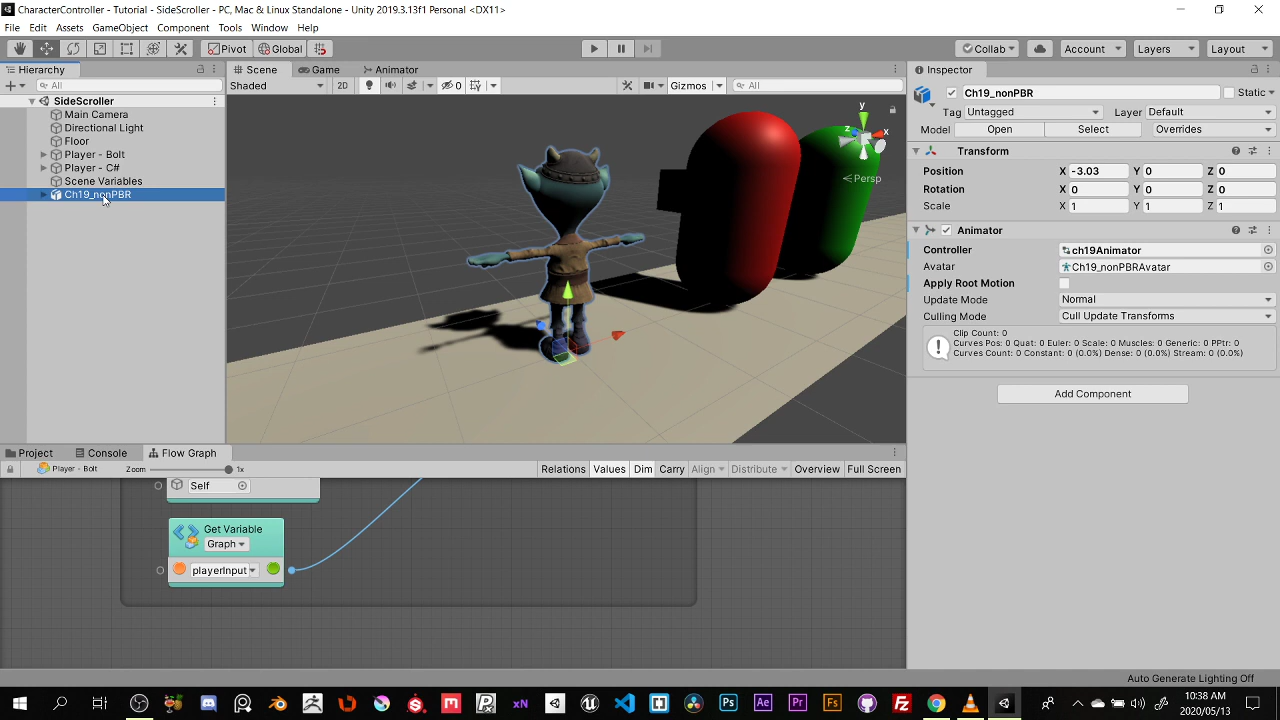 CharacterController - Tutorial - SideScroller - PC, Mac & Linux Standalone - Unity 2019.3.13f1 Personal <DX11>
File Edit Assets GameObject Component Tools Window Help
Pivot Global Collab Account Layers Layout
Hierarchy
All
SideScroller
Main Camera
Directional Light
Floor
Player - Bolt
Player - C#
Scene Variables
Ch19_nonPBR
Scene Game Animator
Shaded 2D 0 Gizmos All
y
z x
Persp
Inspector
Ch19_nonPBR Static
Tag Untagged Layer Default
Model Open Select Overrides
Transform
Position X -3.03 Y 0 Z 0
Rotation X 0 Y 0 Z 0
Scale X 1 Y 1 Z 1
Animator
Controller ch19Animator
Avatar Ch19_nonPBRAvatar
Apply Root Motion
Update Mode Normal
Culling Mode Cull Update Transforms
Clip Count: 0
Curves Pos: 0 Quat: 0 Euler: 0 Scale: 0 Muscles: 0 Generic: 0 PPtr: 0
Curves Count: 0 Constant: 0 (0.0%) Dense: 0 (0.0%) Stream: 0 (0.0%)
Add Component
Project Console Flow Graph
Player - Bolt Zoom 1x Relations Values Dim Carry Align Distribute Overview Full Screen
Self
Get Variable
Graph
playerInput
Auto Generate Lighting Off
xN Ps Ae Pr Fs Fz
10:38 AM
2020/05/13